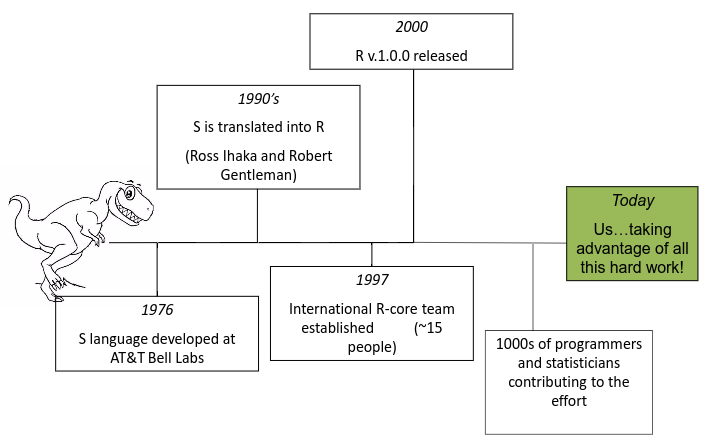 2000
R v.1.0.0 released
1990’s
S is translated into R
(Ross Ihaka and Robert
Gentleman)
1976
S language developed at
AT&T Bell Labs
1997
International R-core team
established (~15
people)
1000s of programmers
and statisticians
contributing to the
effort
Today
Us…taking
advantage of all
this hard work!